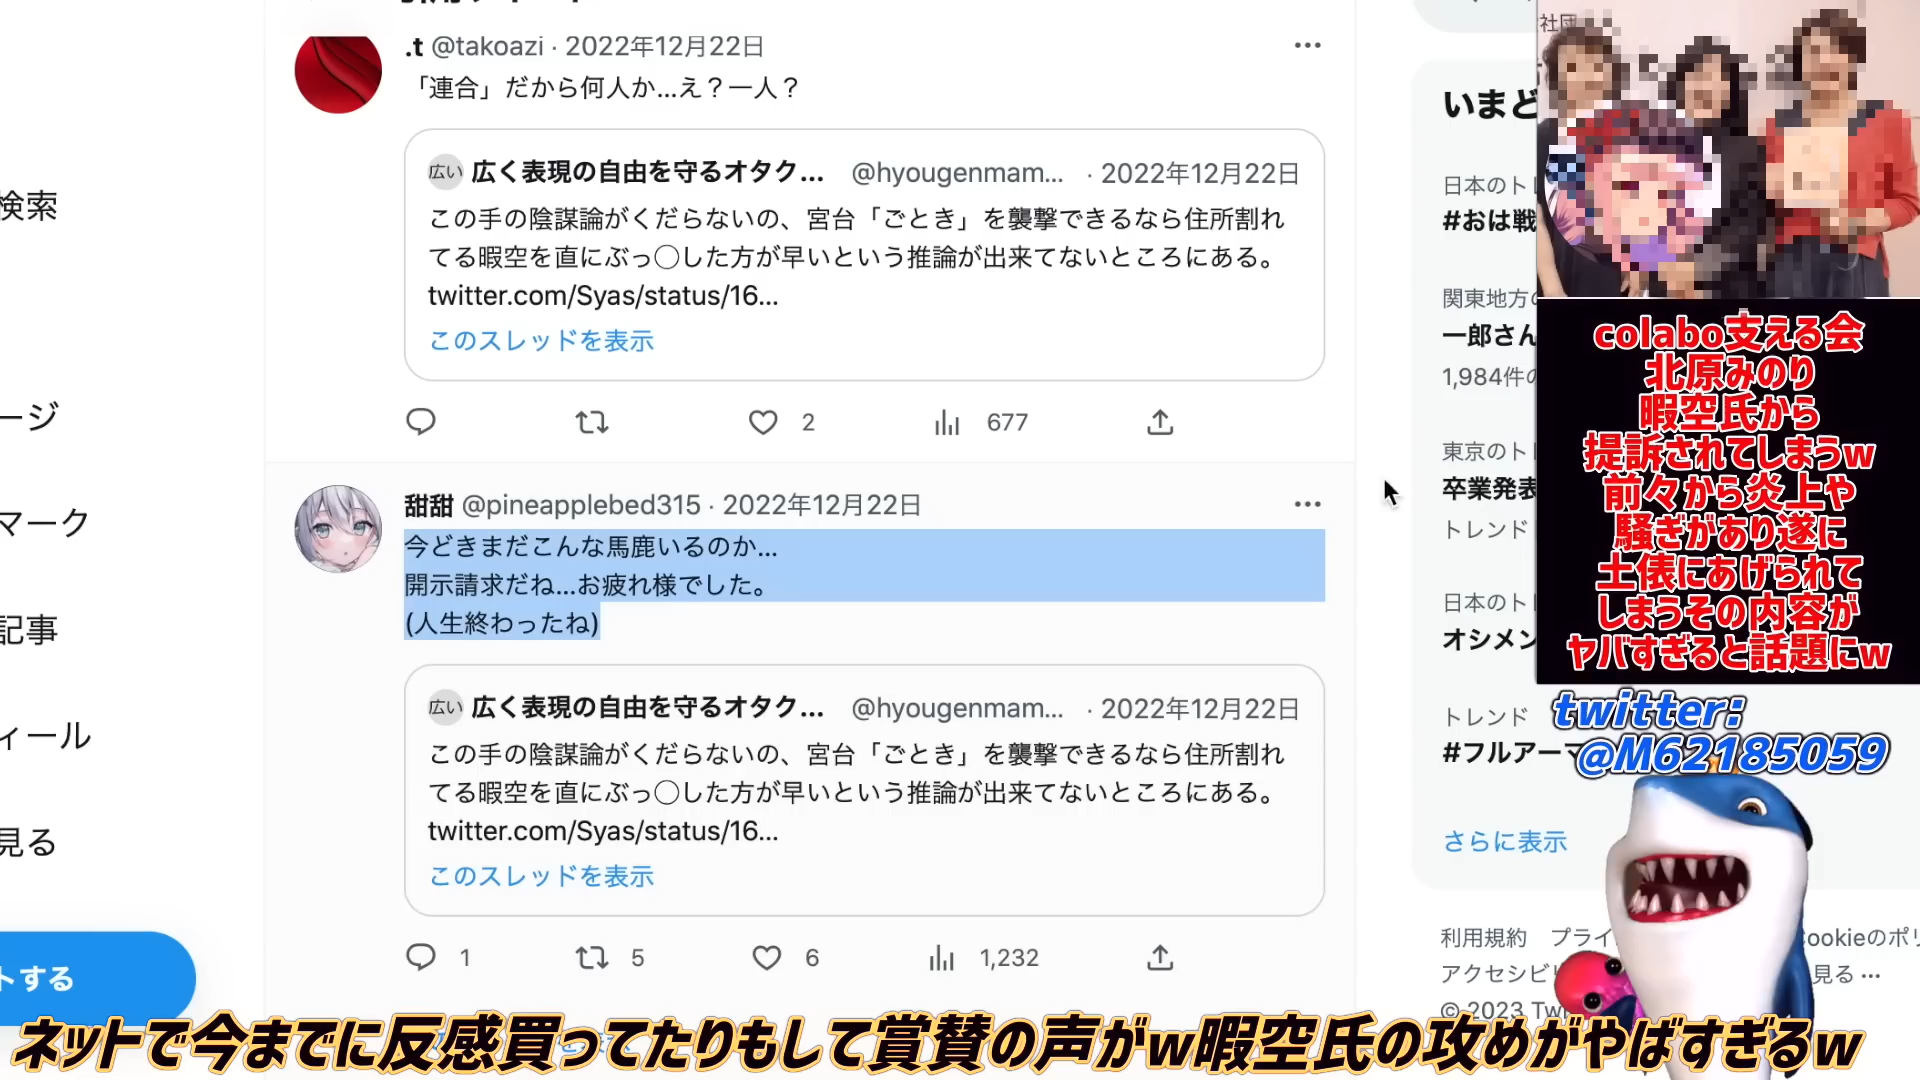 .t @takoazi · 2022年12月22日
「連合」だから何人か...え？一人？
広い 広く表現の自由を守るオタク... @hyougenmam... · 2022年12月22日
この手の陰謀論がくだらないの、宮台「ごとき」を襲撃できるなら住所割れ
てる暇空を直にぶっ◯した方が早いという推論が出来てないところにある。
twitter.com/Syas/status/16...
このスレッドを表示
2 677
甜甜 @pineapplebed315 · 2022年12月22日
今どきまだこんな馬鹿いるのか...
開示請求だね...お疲れ様でした。
(人生終わったね)
広い 広く表現の自由を守るオタク... @hyougenmam... · 2022年12月22日
この手の陰謀論がくだらないの、宮台「ごとき」を襲撃できるなら住所割れ
てる暇空を直にぶっ◯した方が早いという推論が出来てないところにある。
twitter.com/Syas/status/16...
このスレッドを表示
1 5 6 1,232
検索
ージ
マーク
記事
ィール
見る
トする
いまど
日本のト
#おは戦
関東地方
一郎さん
1,984件
東京のト
卒業発表
トレンド
日本のト
オシメン
トレンド
#フルアーマ
さらに表示
利用規約 プライ ookieのポリ
アクセシビ 見る ...
© 2023 Tw
社団
colabo支える会
北原みのり
暇空氏から
提訴されてしまうw
前々から炎上や
騒ぎがあり遂に
土俵にあげられて
しまうその内容が
ヤバすぎると話題にw
twitter:
@M62185059
ネットで今までに反感買ってたりもして賞賛の声がw暇空氏の攻めがやばすぎるw